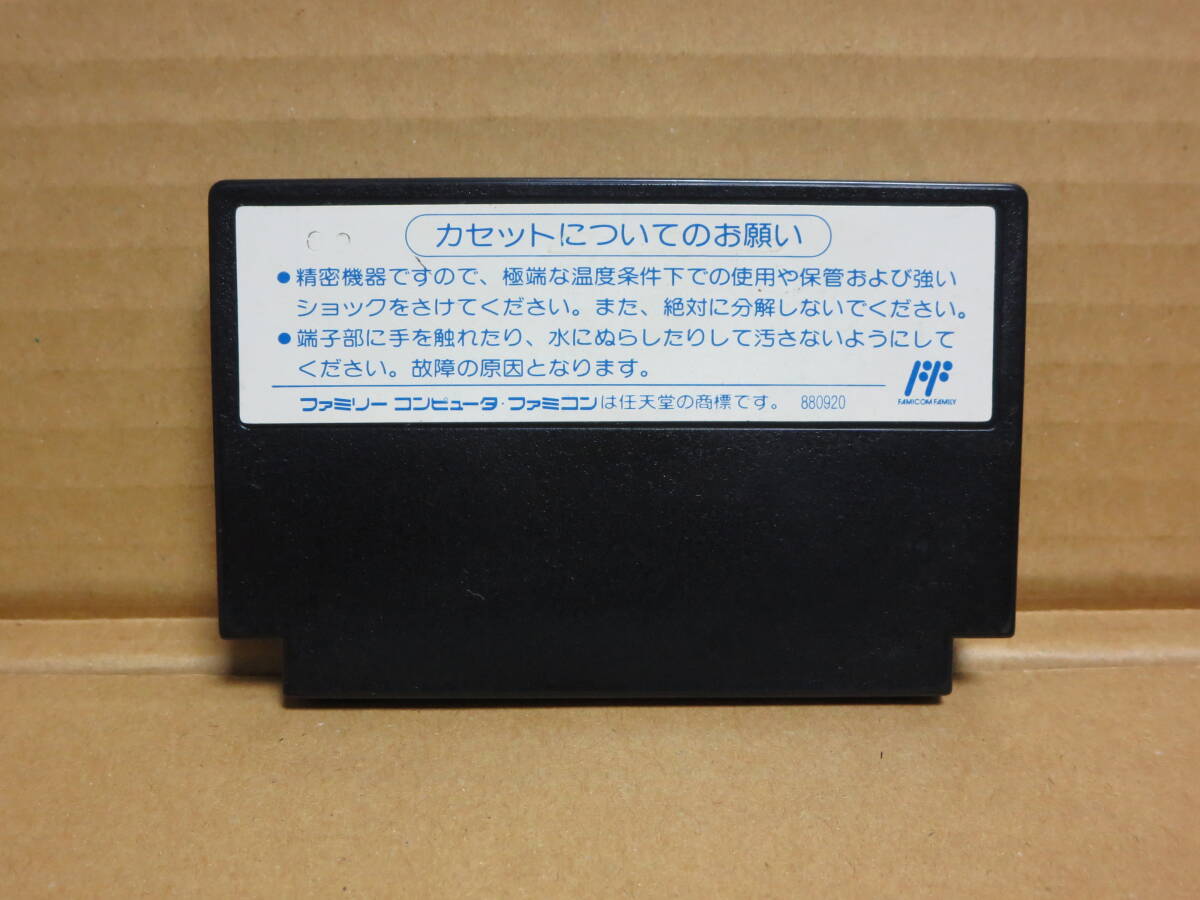 カセットについてのお願い
●精密機器ですので、極端な温度条件下での使用や保管および強い
ショックをさけてください。また、絶対に分解しないでください。
●端子部に手を触れたり、水にぬらしたりして汚さないようにして
ください。故障の原因となります。
ファミリー コンピュータ・ファミコンは任天堂の商標です。 880920
FAMICOM FAMILY